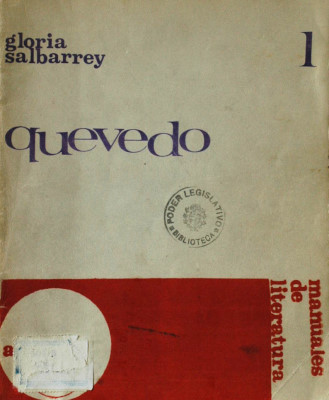 gloria
salbarrey
1
quevedo
PODER LEGISLATIVO
BIBLIOTECA
manuales
de
literatura
a